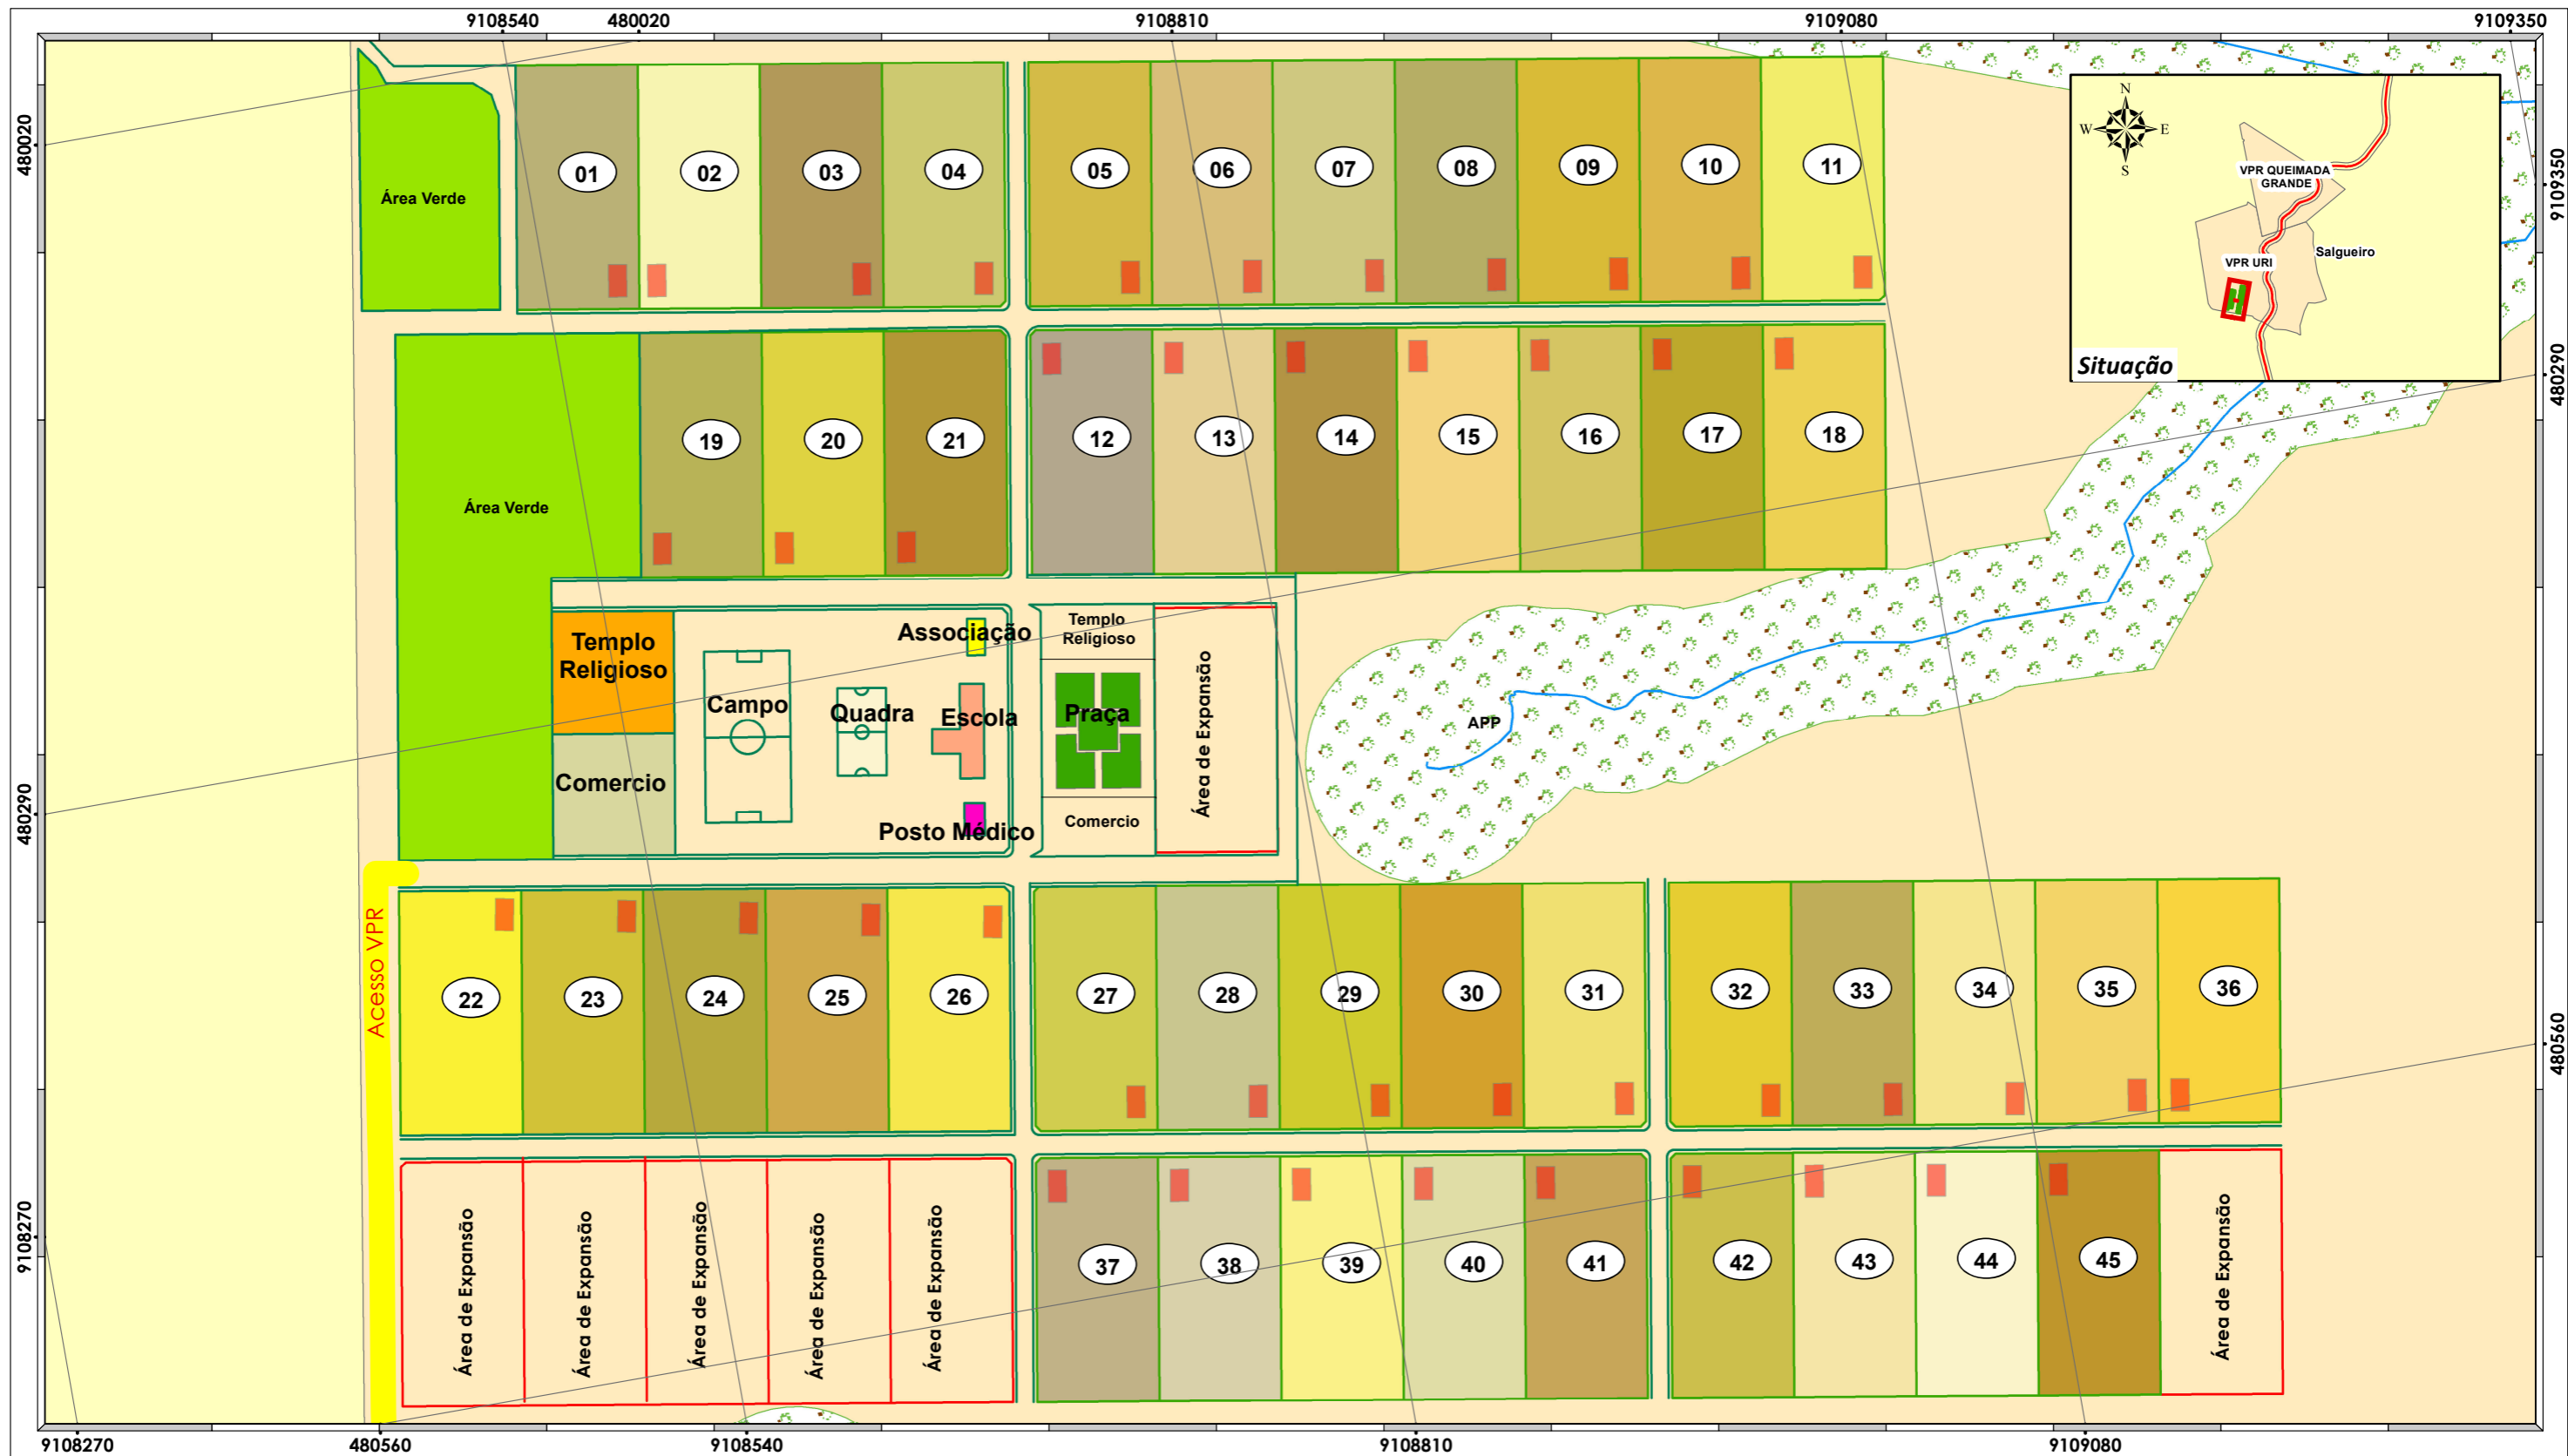 9108540
480020
9108810
9109080
9109350
480020
9109350
480290
480290
480560
9108270
N
W
E
S
VPR QUEIMADA
GRANDE
VPR URI
Salgueiro
Situação
Área Verde
01
02
03
04
05
06
07
08
09
10
11
Área Verde
19
20
21
12
13
14
15
16
17
18
Templo
Religioso
Comercio
Campo
Quadra
Associação
Escola
Posto Médico
Templo
Religioso
Praça
Comercio
Área de Expansão
APP
Acesso VPR
22
23
24
25
26
27
28
29
30
31
32
33
34
35
36
Área de Expansão
Área de Expansão
Área de Expansão
Área de Expansão
Área de Expansão
37
38
39
40
41
42
43
44
45
Área de Expansão
9108270
480560
9108540
9108810
9109080